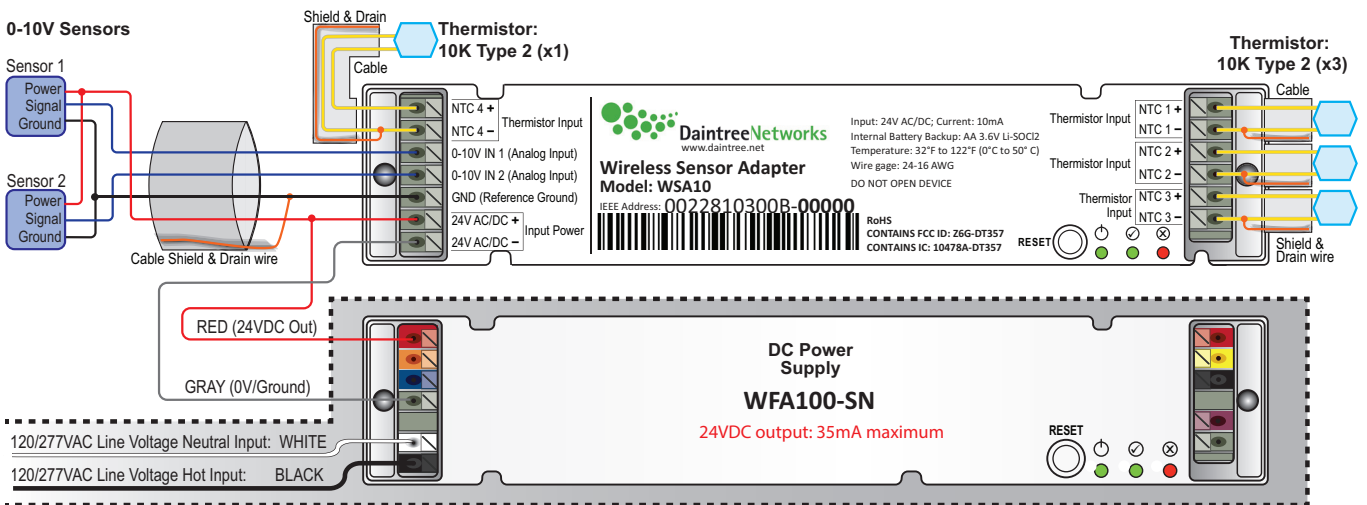 0-10V Sensors
Sensor 1
Power
Signal
Ground
Sensor 2
Power
Signal
Ground
Cable Shield & Drain wire
Shield & Drain
Cable
Thermistor:
10K Type 2 (x1)
NTC 4 +
NTC 4 –
Thermistor Input
0-10V IN 1 (Analog Input)
0-10V IN 2 (Analog Input)
GND (Reference Ground)
24V AC/DC +
24V AC/DC –
Input Power
DaintreeNetworks
www.daintree.net
Wireless Sensor Adapter
Model: WSA10
IEEE Address: 0022810300B-00000
Input: 24V AC/DC; Current: 10mA
Internal Battery Backup: AA 3.6V Li-SOCl2
Temperature: 32°F to 122°F (0°C to 50° C)
Wire gage: 24-16 AWG
DO NOT OPEN DEVICE
RoHS
CONTAINS FCC ID: Z6G-DT357
CONTAINS IC: 10478A-DT357
RESET
Thermistor:
10K Type 2 (x3)
Cable
Thermistor Input
NTC 1 +
NTC 1 –
Thermistor Input
NTC 2 +
NTC 2 –
Thermistor
Input
NTC 3 +
NTC 3 –
Shield &
Drain wire
RED (24VDC Out)
GRAY (0V/Ground)
120/277VAC Line Voltage Neutral Input: WHITE
120/277VAC Line Voltage Hot Input: BLACK
DC Power
Supply
WFA100-SN
24VDC output: 35mA maximum
RESET